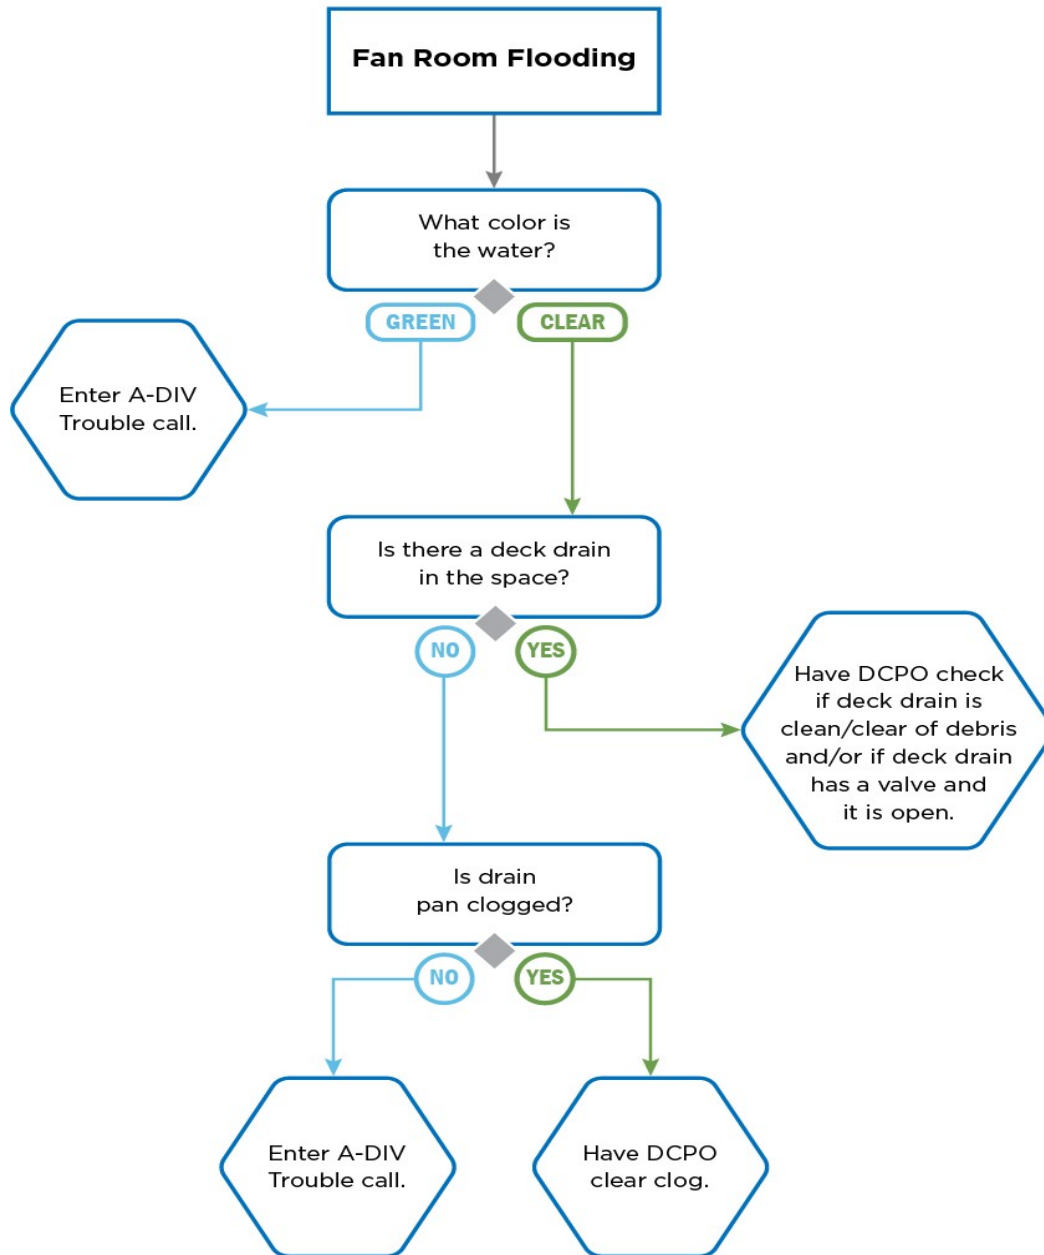 Fan Room Flooding
What color is
the water?
GREEN
CLEAR
Enter A-DIV
Trouble call.
Is there a deck drain
in the space?
NO
YES
Have DCPO check
if deck drain is
clean/clear of debris
and/or if deck drain
has a valve and
it is open.
Is drain
pan clogged?
NO
YES
Enter A-DIV
Trouble call.
Have DCPO
clear clog.